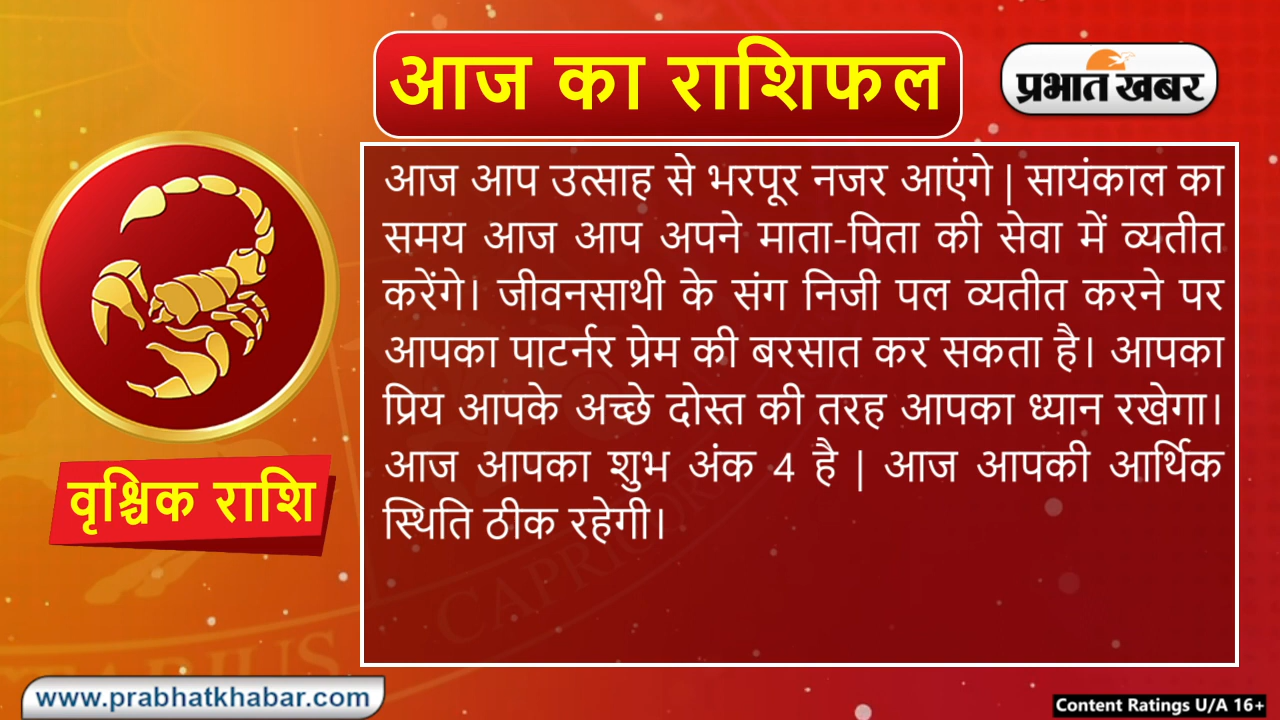 आज का राशिफल
प्रभात खबर
आज आप उत्साह से भरपूर नजर आएंगे | सायंकाल का
समय आज आप अपने माता-पिता की सेवा में व्यतीत
करेंगे। जीवनसाथी के संग निजी पल व्यतीत करने पर
आपका पाटर्नर प्रेम की बरसात कर सकता है। आपका
प्रिय आपके अच्छे दोस्त की तरह आपका ध्यान रखेगा।
आज आपका शुभ अंक 4 है | आज आपकी आर्थिक
स्थिति ठीक रहेगी।
वृश्चिक राशि
CAPRICORN
TARIUS
www.prabhatkhabar.com
Content Ratings U/A 16+